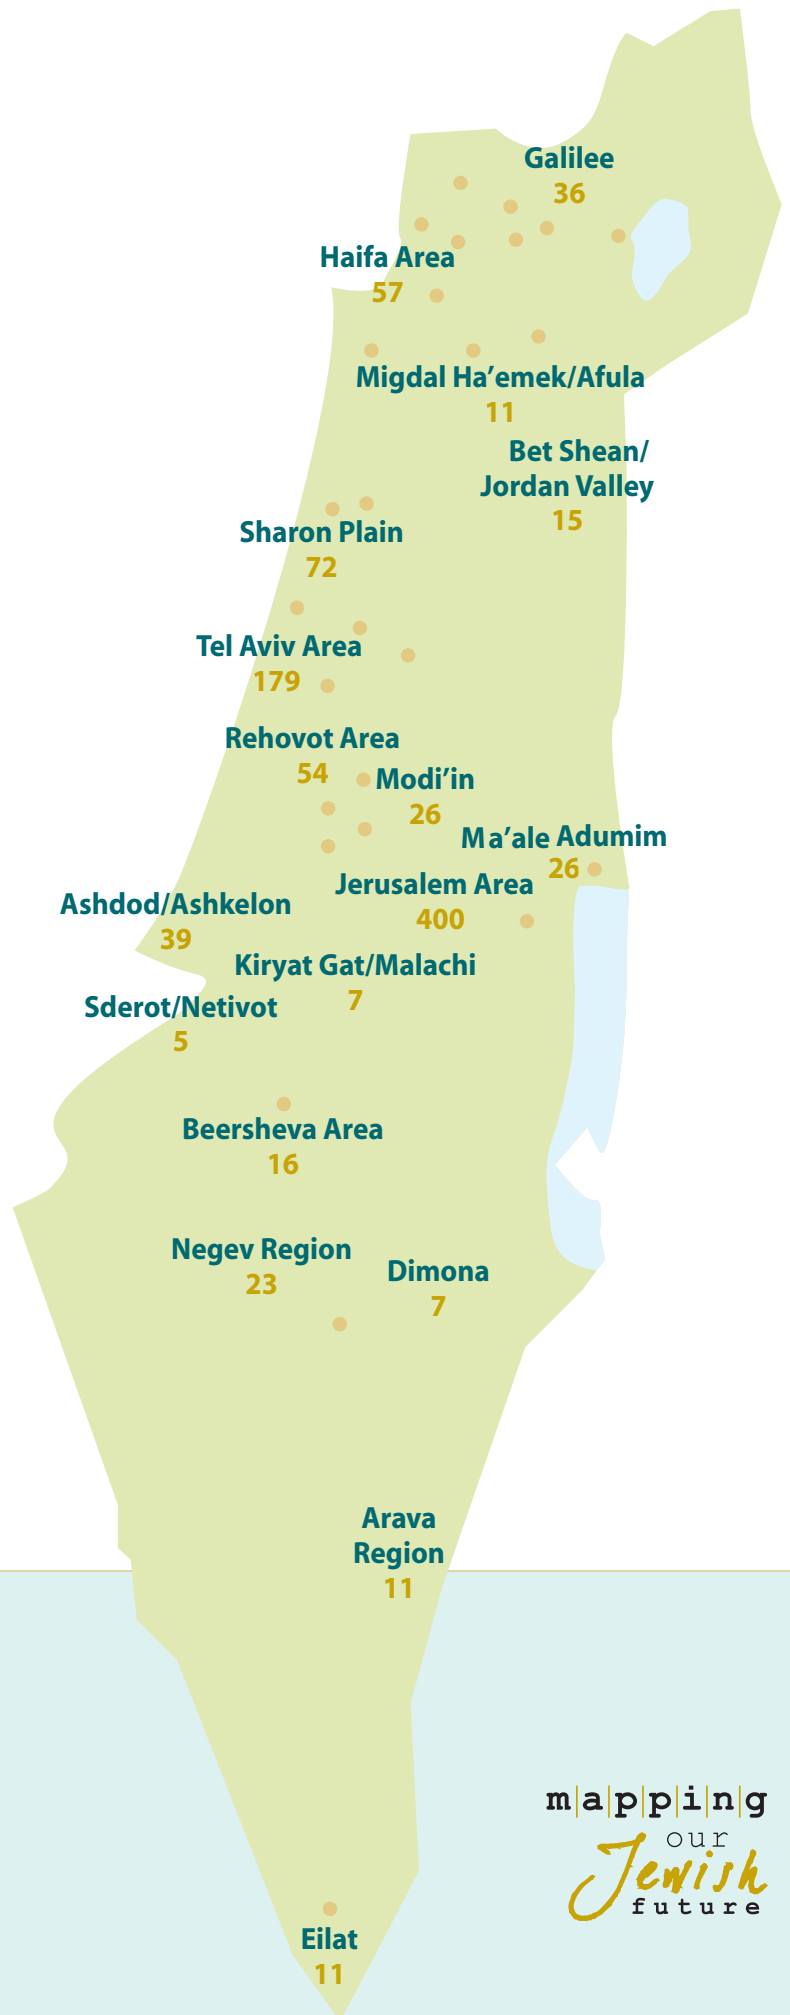 Galilee
36
Haifa Area
57
Migdal Ha’emek/Afula
11
Bet Shean/
Jordan Valley
15
Sharon Plain
72
Tel Aviv Area
179
Rehovot Area
54
Modi’in
26
Ma’ale Adumim
26
Jerusalem Area
400
Ashdod/Ashkelon
39
Kiryat Gat/Malachi
7
Sderot/Netivot
5
Beersheva Area
16
Negev Region
23
Dimona
7
Arava
Region
11
m|a|p|p|i|n|g
our
Jewish
future
Eilat
11